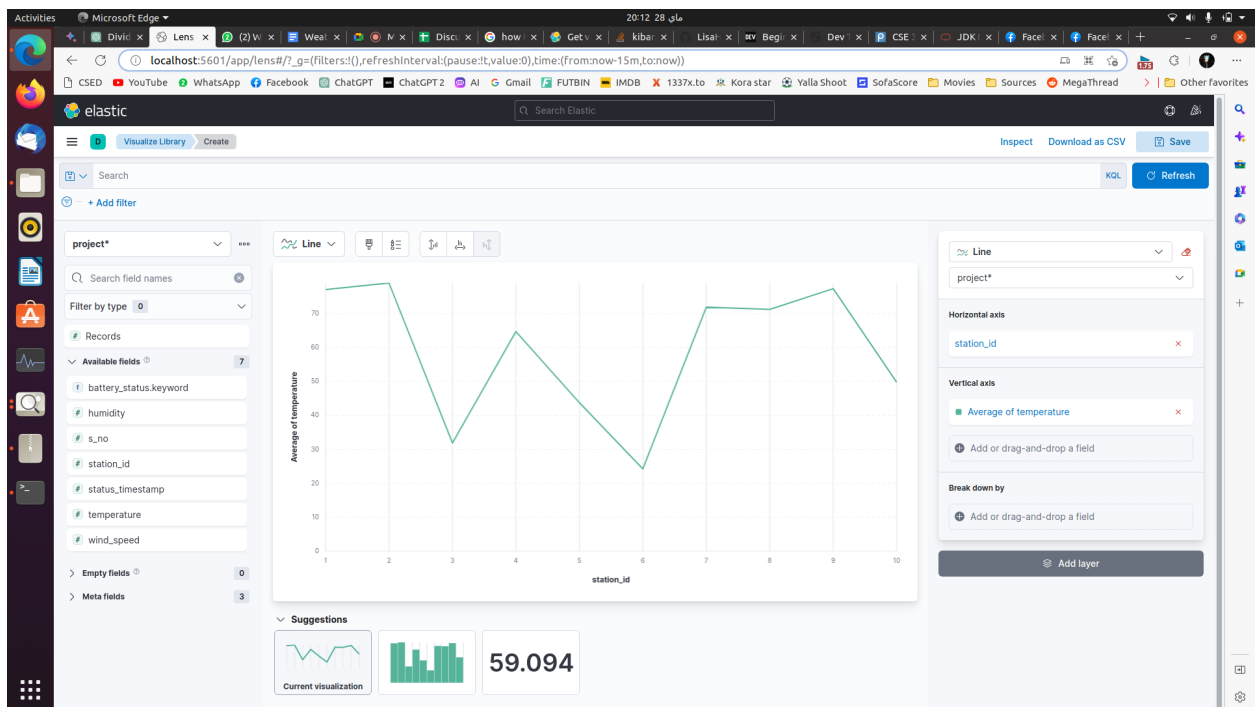 Activities
Microsoft Edge
20:12 28 ماي
Divid
Lens
(2) W
Weat
M
Discu
how
Get v
kibar
Lisal
DEV Begi
Dev
CSE
JDK
Facel
Facel
localhost:5601/app/lens#/?_g=(filters:!(),refreshInterval:(pause:!t,value:0),time:(from:now-15m,to:now))
1.75
CSED
YouTube
WhatsApp
Facebook
ChatGPT
ChatGPT 2
AI
Gmail
FUTBIN
IMDB
1337x.to
Kora star
Yalla Shoot
SofaScore
Movies
Sources
MegaThread
Other favorites
elastic
Search Elastic
D
Visualize Library
Create
Inspect
Download as CSV
Save
Search
KQL
Refresh
+ Add filter
project*
Search field names
Filter by type 0
Records
Available fields 7
battery_status.keyword
humidity
s_no
station_id
status_timestamp
temperature
wind_speed
Empty fields 0
Meta fields 3
Line
Average of temperature
70
60
50
40
30
20
10
0
1 2 3 4 5 6 7 8 9 10
station_id
Suggestions
Current visualization
59.094
Line
project*
Horizontal axis
station_id
Vertical axis
Average of temperature
Add or drag-and-drop a field
Break down by
Add or drag-and-drop a field
Add layer